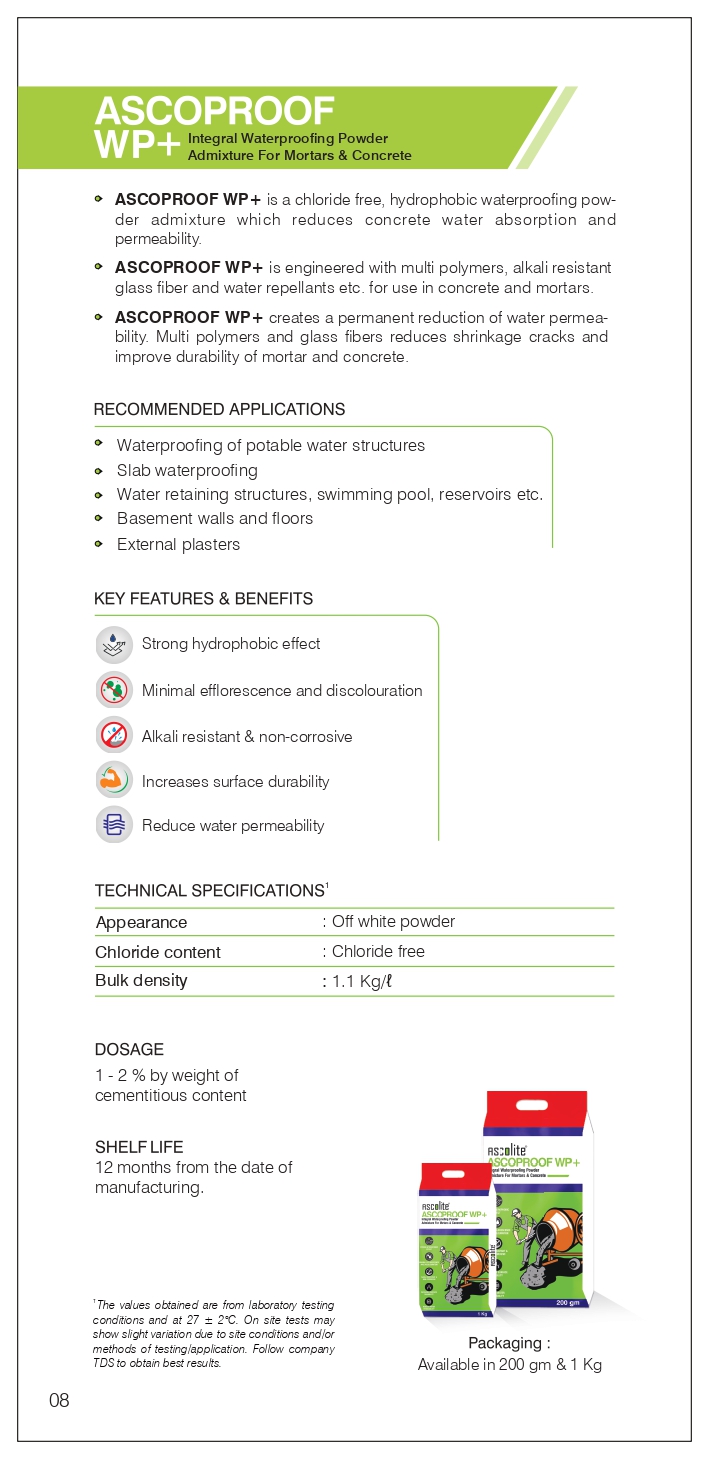 ASCOPROOF
WP+ Integral Waterproofing Powder
Admixture For Mortars & Concrete
ASCOPROOF WP+ is a chloride free, hydrophobic waterproofing pow-
der admixture which reduces concrete water absorption and
permeability.
ASCOPROOF WP+ is engineered with multi polymers, alkali resistant
glass fiber and water repellants etc. for use in concrete and mortars.
ASCOPROOF WP+ creates a permanent reduction of water permea-
bility. Multi polymers and glass fibers reduces shrinkage cracks and
improve durability of mortar and concrete.
RECOMMENDED APPLICATIONS
Waterproofing of potable water structures
Slab waterproofing
Water retaining structures, swimming pool, reservoirs etc.
Basement walls and floors
External plasters
KEY FEATURES & BENEFITS
Strong hydrophobic effect
Minimal efflorescence and discolouration
Alkali resistant & non-corrosive
Increases surface durability
Reduce water permeability
TECHNICAL SPECIFICATIONS¹
Appearance : Off white powder
Chloride content : Chloride free
Bulk density : 1.1 Kg/ℓ
DOSAGE
1 - 2 % by weight of
cementitious content
SHELF LIFE
12 months from the date of
manufacturing.
ascolite
ASCOPROOF WP+
Integral Waterproofing Powder
Admixture For Mortars & Concrete
200 gm
ascolite
ASCOPROOF WP+
Integral Waterproofing Powder
Admixture For Mortars & Concrete
ascolite
1 Kg
¹The values obtained are from laboratory testing
conditions and at 27 ± 2°C. On site tests may
show slight variation due to site conditions and/or
methods of testing/application. Follow company
TDS to obtain best results.
Packaging :
Available in 200 gm & 1 Kg
08